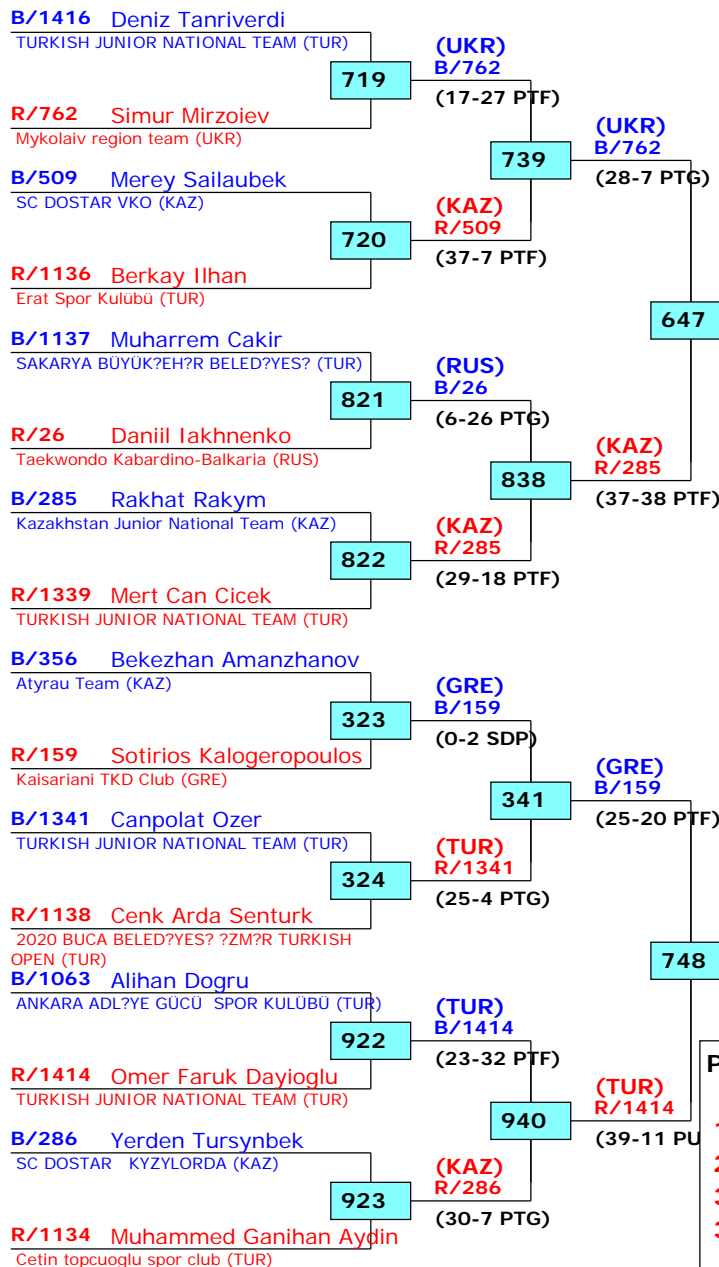 B/1416 Deniz Tanriverdi
TURKISH JUNIOR NATIONAL TEAM (TUR)
719
(UKR)
B/762
(17-27 PTF)
R/762 Simur Mirzoiev
Mykolaiv region team (UKR)
739
(UKR)
B/762
(28-7 PTG)
B/509 Merey Sailaubek
SC DOSTAR VKO (KAZ)
720
(KAZ)
R/509
(37-7 PTF)
R/1136 Berkay Ilhan
Erat Spor Kulübü (TUR)
647
B/1137 Muharrem Cakir
SAKARYA BÜYÜK?EH?R BELED?YES? (TUR)
821
(RUS)
B/26
(6-26 PTG)
R/26 Daniil Iakhnenko
Taekwondo Kabardino-Balkaria (RUS)
838
(KAZ)
R/285
(37-38 PTF)
B/285 Rakhat Rakym
Kazakhstan Junior National Team (KAZ)
822
(KAZ)
R/285
(29-18 PTF)
R/1339 Mert Can Cicek
TURKISH JUNIOR NATIONAL TEAM (TUR)
B/356 Bekezhan Amanzhanov
Atyrau Team (KAZ)
323
(GRE)
B/159
(0-2 SDP)
R/159 Sotirios Kalogeropoulos
Kaisariani TKD Club (GRE)
341
(GRE)
B/159
(25-20 PTF)
B/1341 Canpolat Ozer
TURKISH JUNIOR NATIONAL TEAM (TUR)
324
(TUR)
R/1341
(25-4 PTG)
R/1138 Cenk Arda Senturk
2020 BUCA BELED?YES? ?ZM?R TURKISH
OPEN (TUR)
748
B/1063 Alihan Dogru
ANKARA ADL?YE GÜCÜ SPOR KULÜBÜ (TUR)
922
(TUR)
B/1414
(23-32 PTF)
R/1414 Omer Faruk Dayioglu
TURKISH JUNIOR NATIONAL TEAM (TUR)
940
(TUR)
R/1414
(39-11 PU
B/286 Yerden Tursynbek
SC DOSTAR KYZYLORDA (KAZ)
923
(KAZ)
R/286
(30-7 PTG)
R/1134 Muhammed Ganihan Aydin
Cetin topcuoglu spor club (TUR)